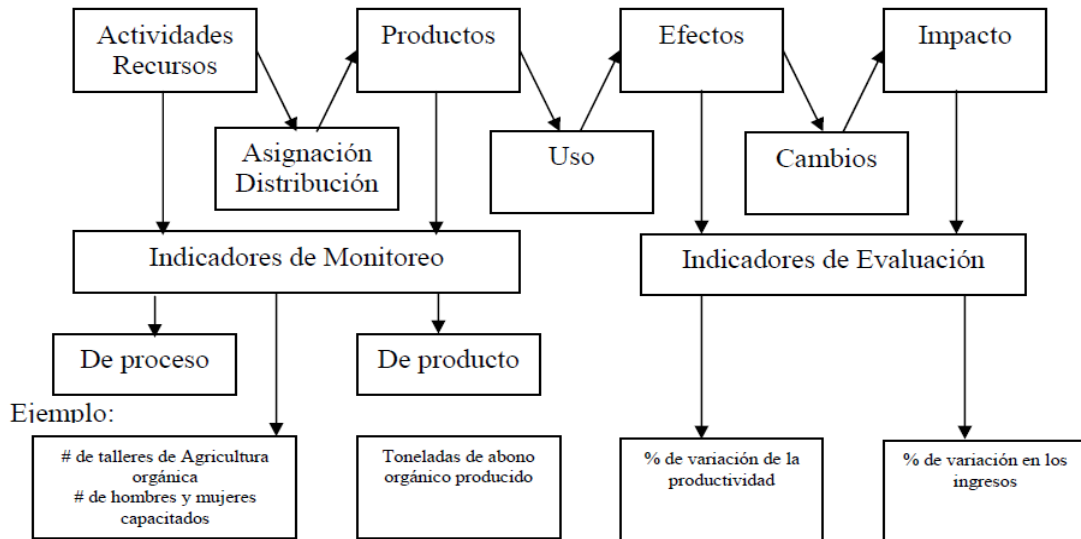 Actividades
Recursos
Productos
Efectos
Impacto
Asignación
Distribución
Uso
Cambios
Indicadores de Monitoreo
Indicadores de Evaluación
De proceso
De producto
Ejemplo:
# de talleres de Agricultura
orgánica
# de hombres y mujeres
capacitados
Toneladas de abono
orgánico producido
% de variación de la
productividad
% de variación en los
ingresos